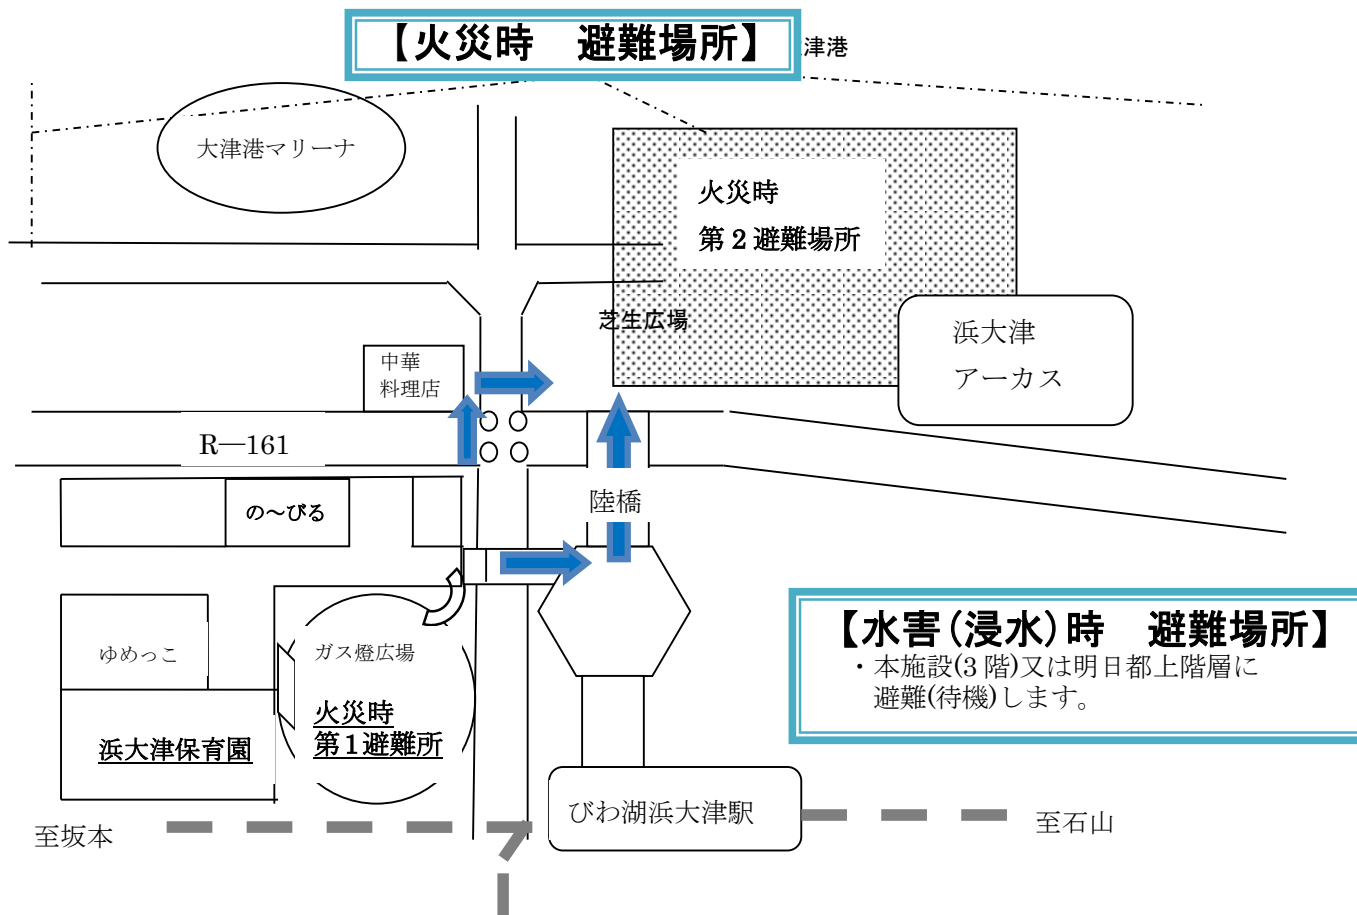 【火災時　避難場所】
津港
大津港マリーナ
火災時
第２避難場所
芝生広場
浜大津
アーカス
中華
料理店
R―161
の～びる
陸橋
ゆめっこ
ガス燈広場
火災時
第１避難所
浜大津保育園
【水害(浸水)時　避難場所】
・本施設(3階)又は明日都上階層に
避難(待機)します。
びわ湖浜大津駅
至坂本
至石山